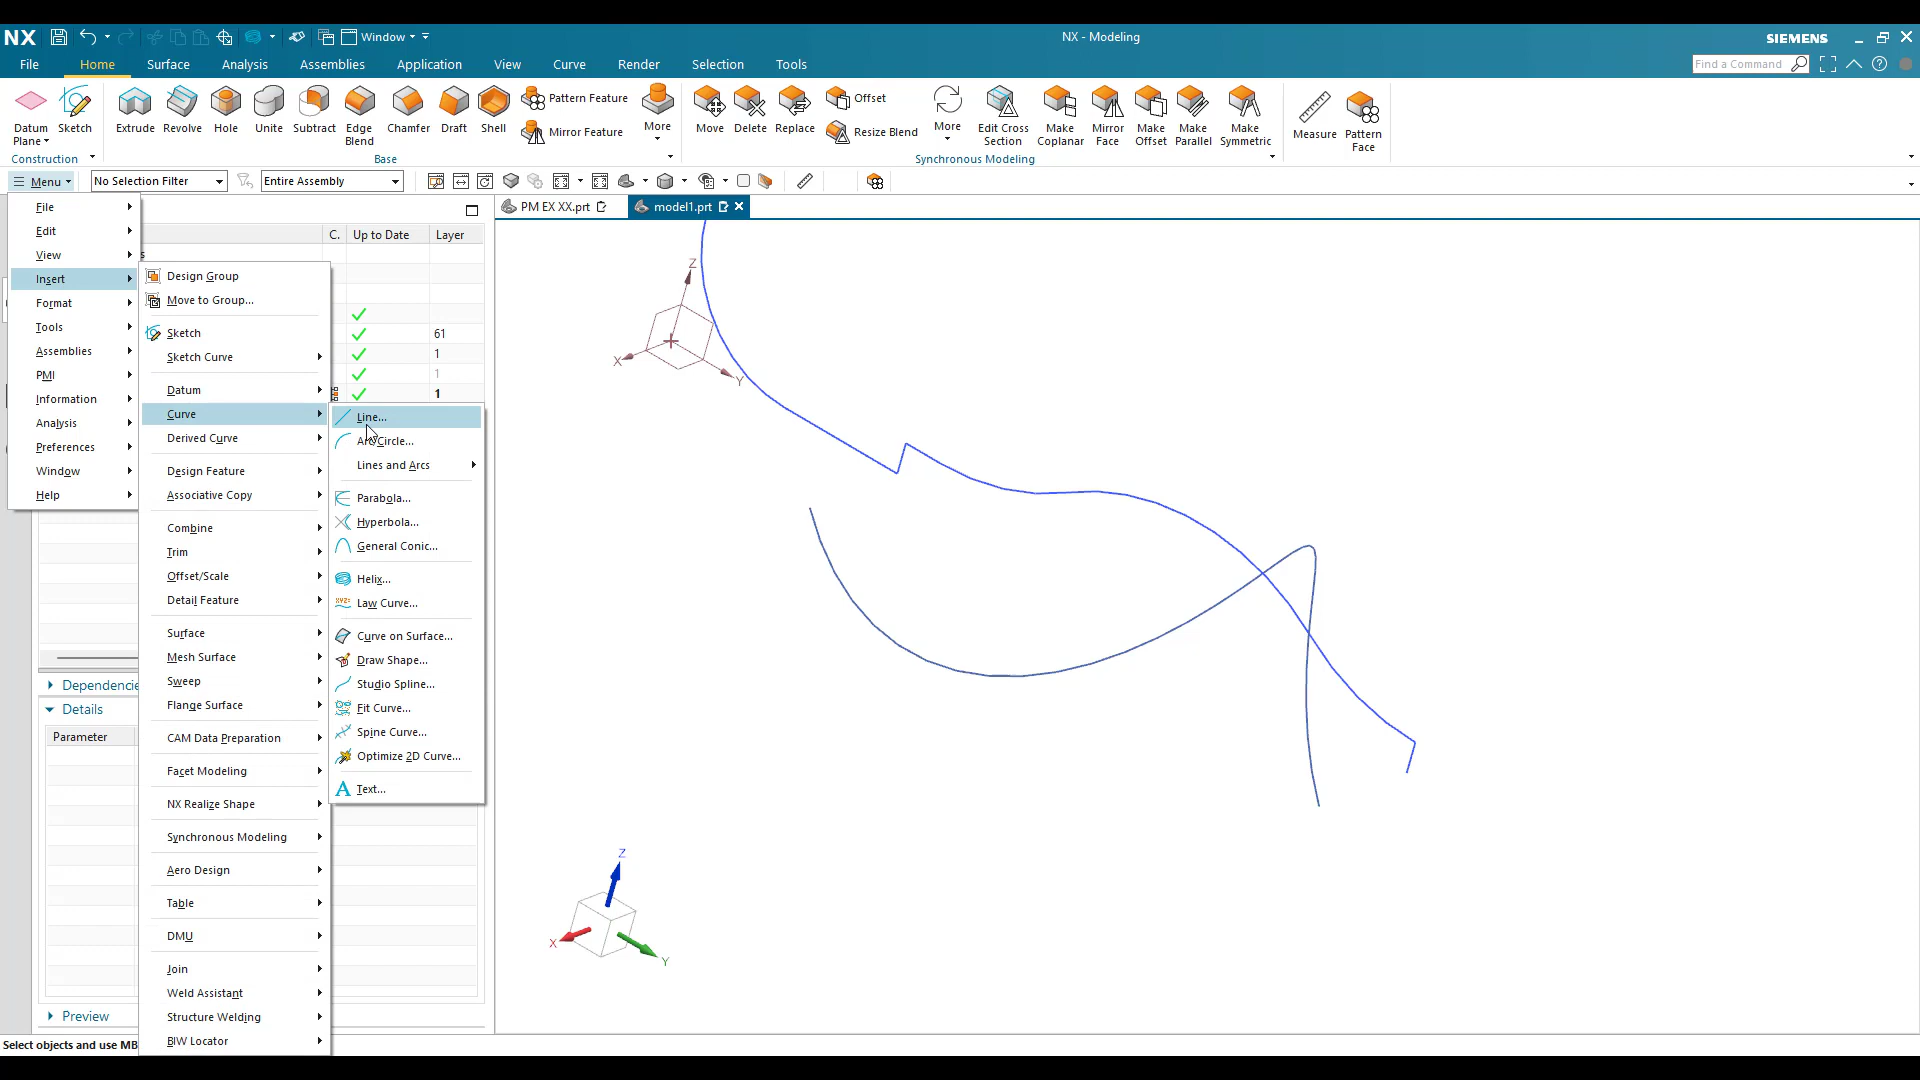 NX
Window
NX - Modeling
SIEMENS
File Home Surface Analysis Assemblies Application View Curve Render Selection Tools
Find a Command
Datum Plane
Sketch
Extrude
Revolve
Hole
Unite
Subtract
Edge Blend
Chamfer
Draft
Shell
Pattern Feature
Mirror Feature
More
Move
Delete
Replace
Offset
Resize Blend
More
Edit Cross Section
Make Coplanar
Mirror Face
Make Offset
Make Parallel
Make Symmetric
Measure
Pattern Face
Construction
Base
Synchronous Modeling
Menu
No Selection Filter
Entire Assembly
PM EX XX.prt
model1.prt
C. Up to Date Layer
61
1
1
1
File
Edit
View
Insert
Format
Tools
Assemblies
PMI
Information
Analysis
Preferences
Window
Help
Design Group
Move to Group...
Sketch
Sketch Curve
Datum
Curve
Derived Curve
Design Feature
Associative Copy
Combine
Trim
Offset/Scale
Detail Feature
Surface
Mesh Surface
Sweep
Flange Surface
CAM Data Preparation
Facet Modeling
NX Realize Shape
Synchronous Modeling
Aero Design
Table
DMU
Join
Weld Assistant
Structure Welding
BIW Locator
Line...
Arc/Circle...
Lines and Arcs
Parabola...
Hyperbola...
General Conic...
Helix...
Law Curve...
Curve on Surface...
Draw Shape...
Studio Spline...
Fit Curve...
Spine Curve...
Optimize 2D Curve...
Text...
Dependencie
Details
Parameter
Preview
Select objects and use MB
Z
X
Y
Z
X
Y